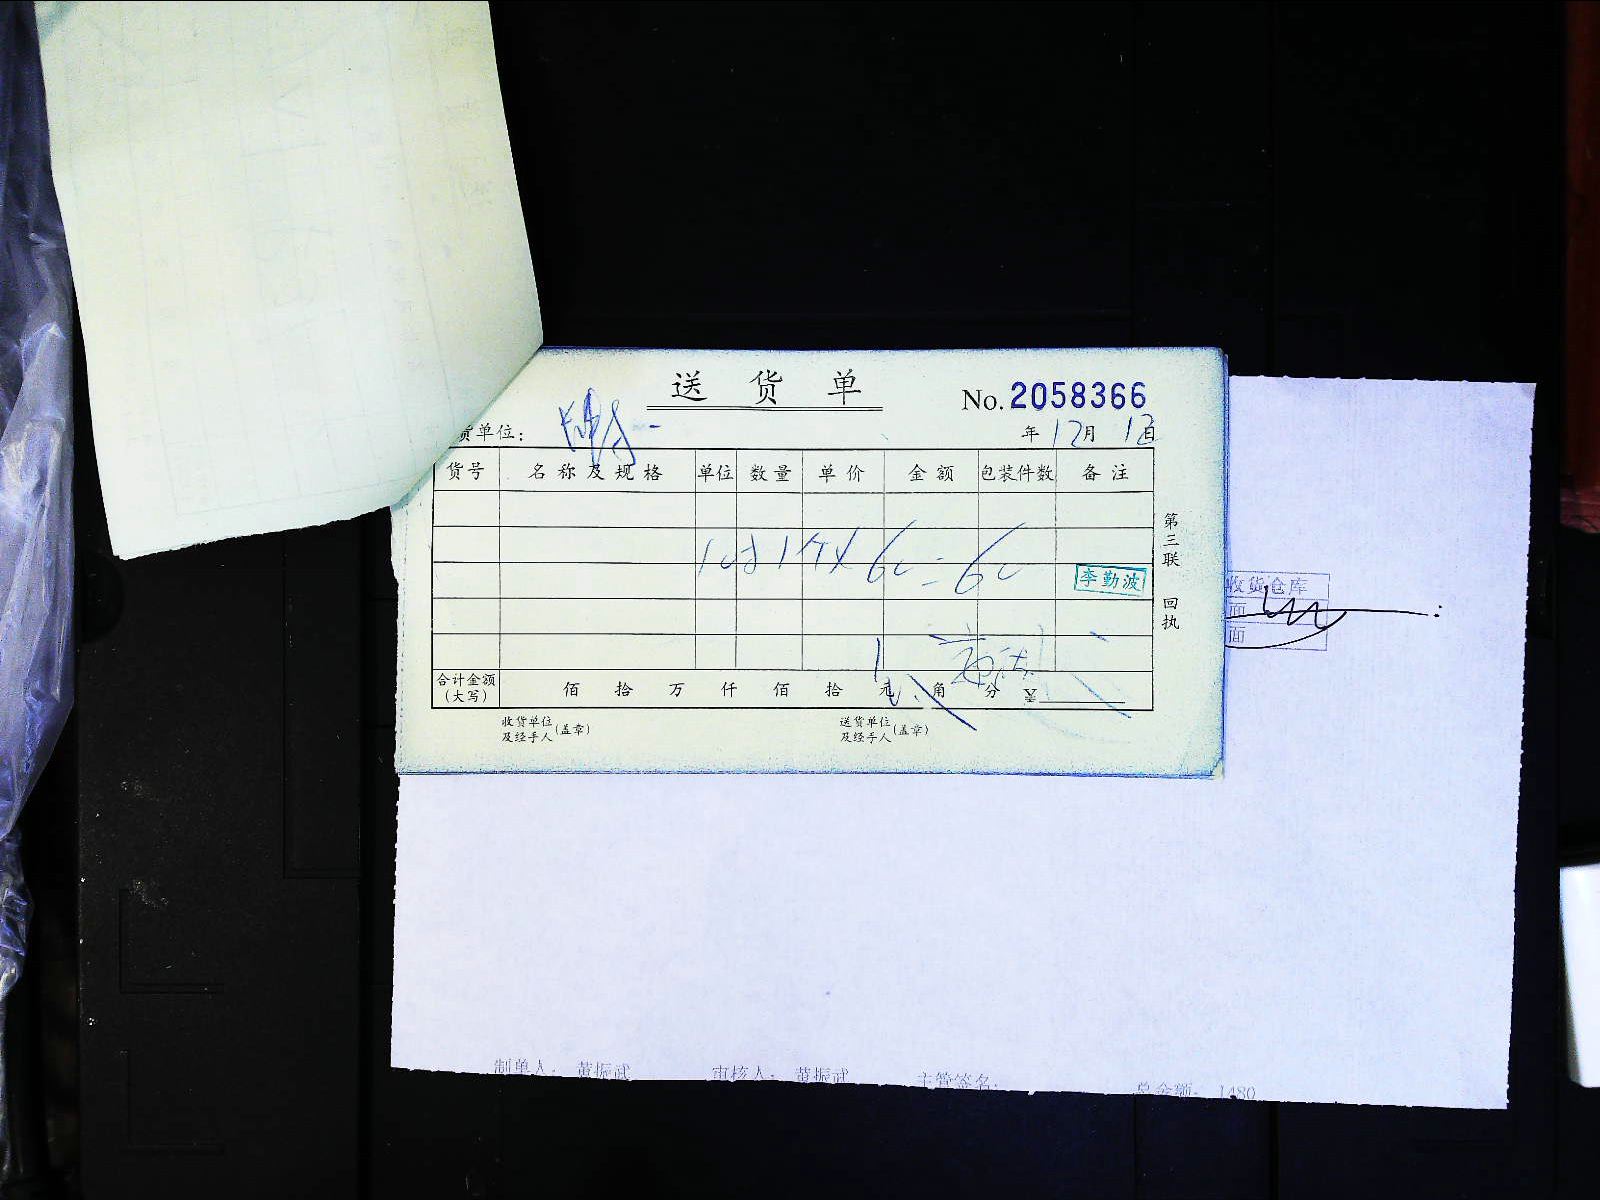 送货单
No. 2058366
货单位：
年 12月 1日
货号 名称及规格 单位 数量 单价 金额 包装件数 备注
6 = 6
李勤波
第三联 回执
合计金额（大写） 佰 拾 万 仟 佰 拾 元 角 分 ¥
收货单位及经手人（盖章） 送货单位及经手人（盖章）
收货仓库
面
面
制单人： 黄振武 审核人： 黄振武 主管签名： 总金额： 1480